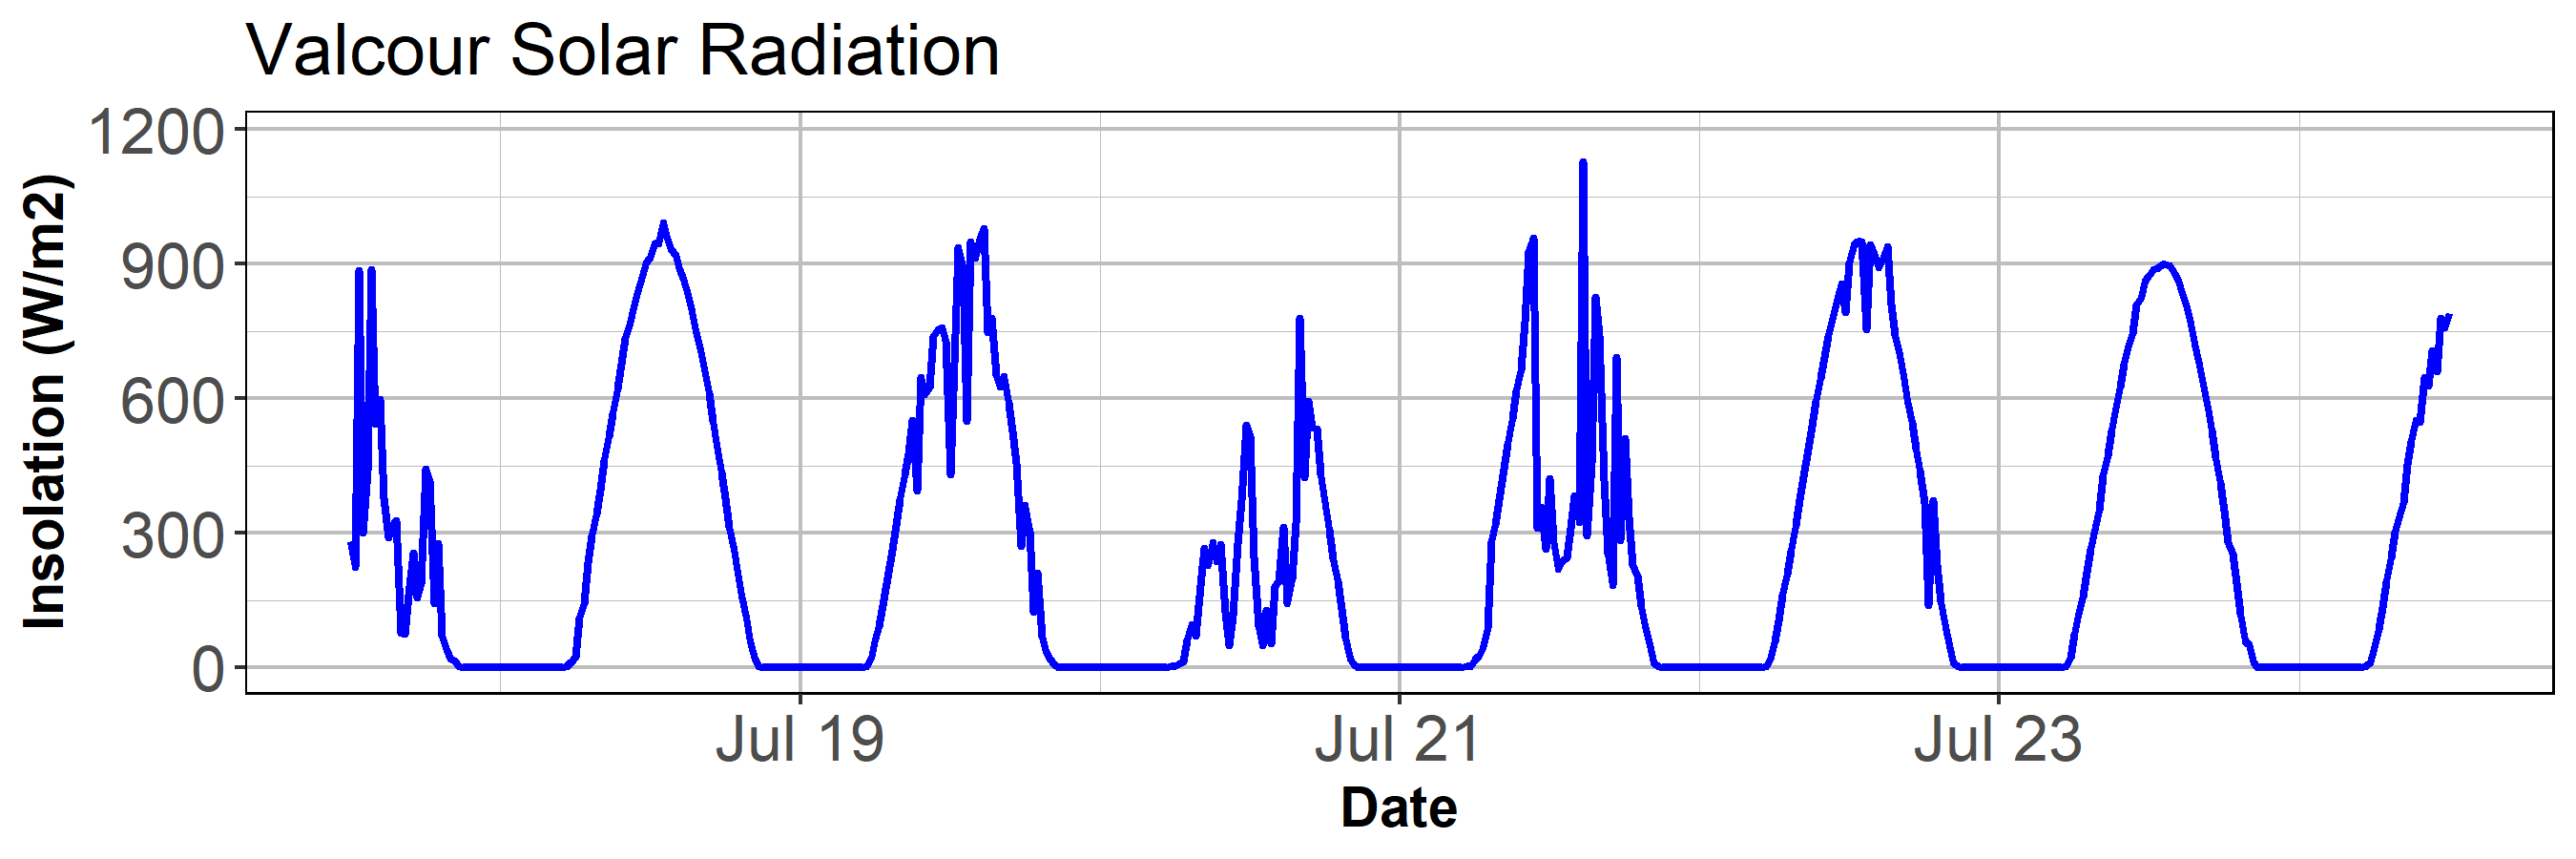 Valcour Solar Radiation
1200
900
600
300
0
Insolation (W/m2)
Jul 19 Jul 21 Jul 23
Date